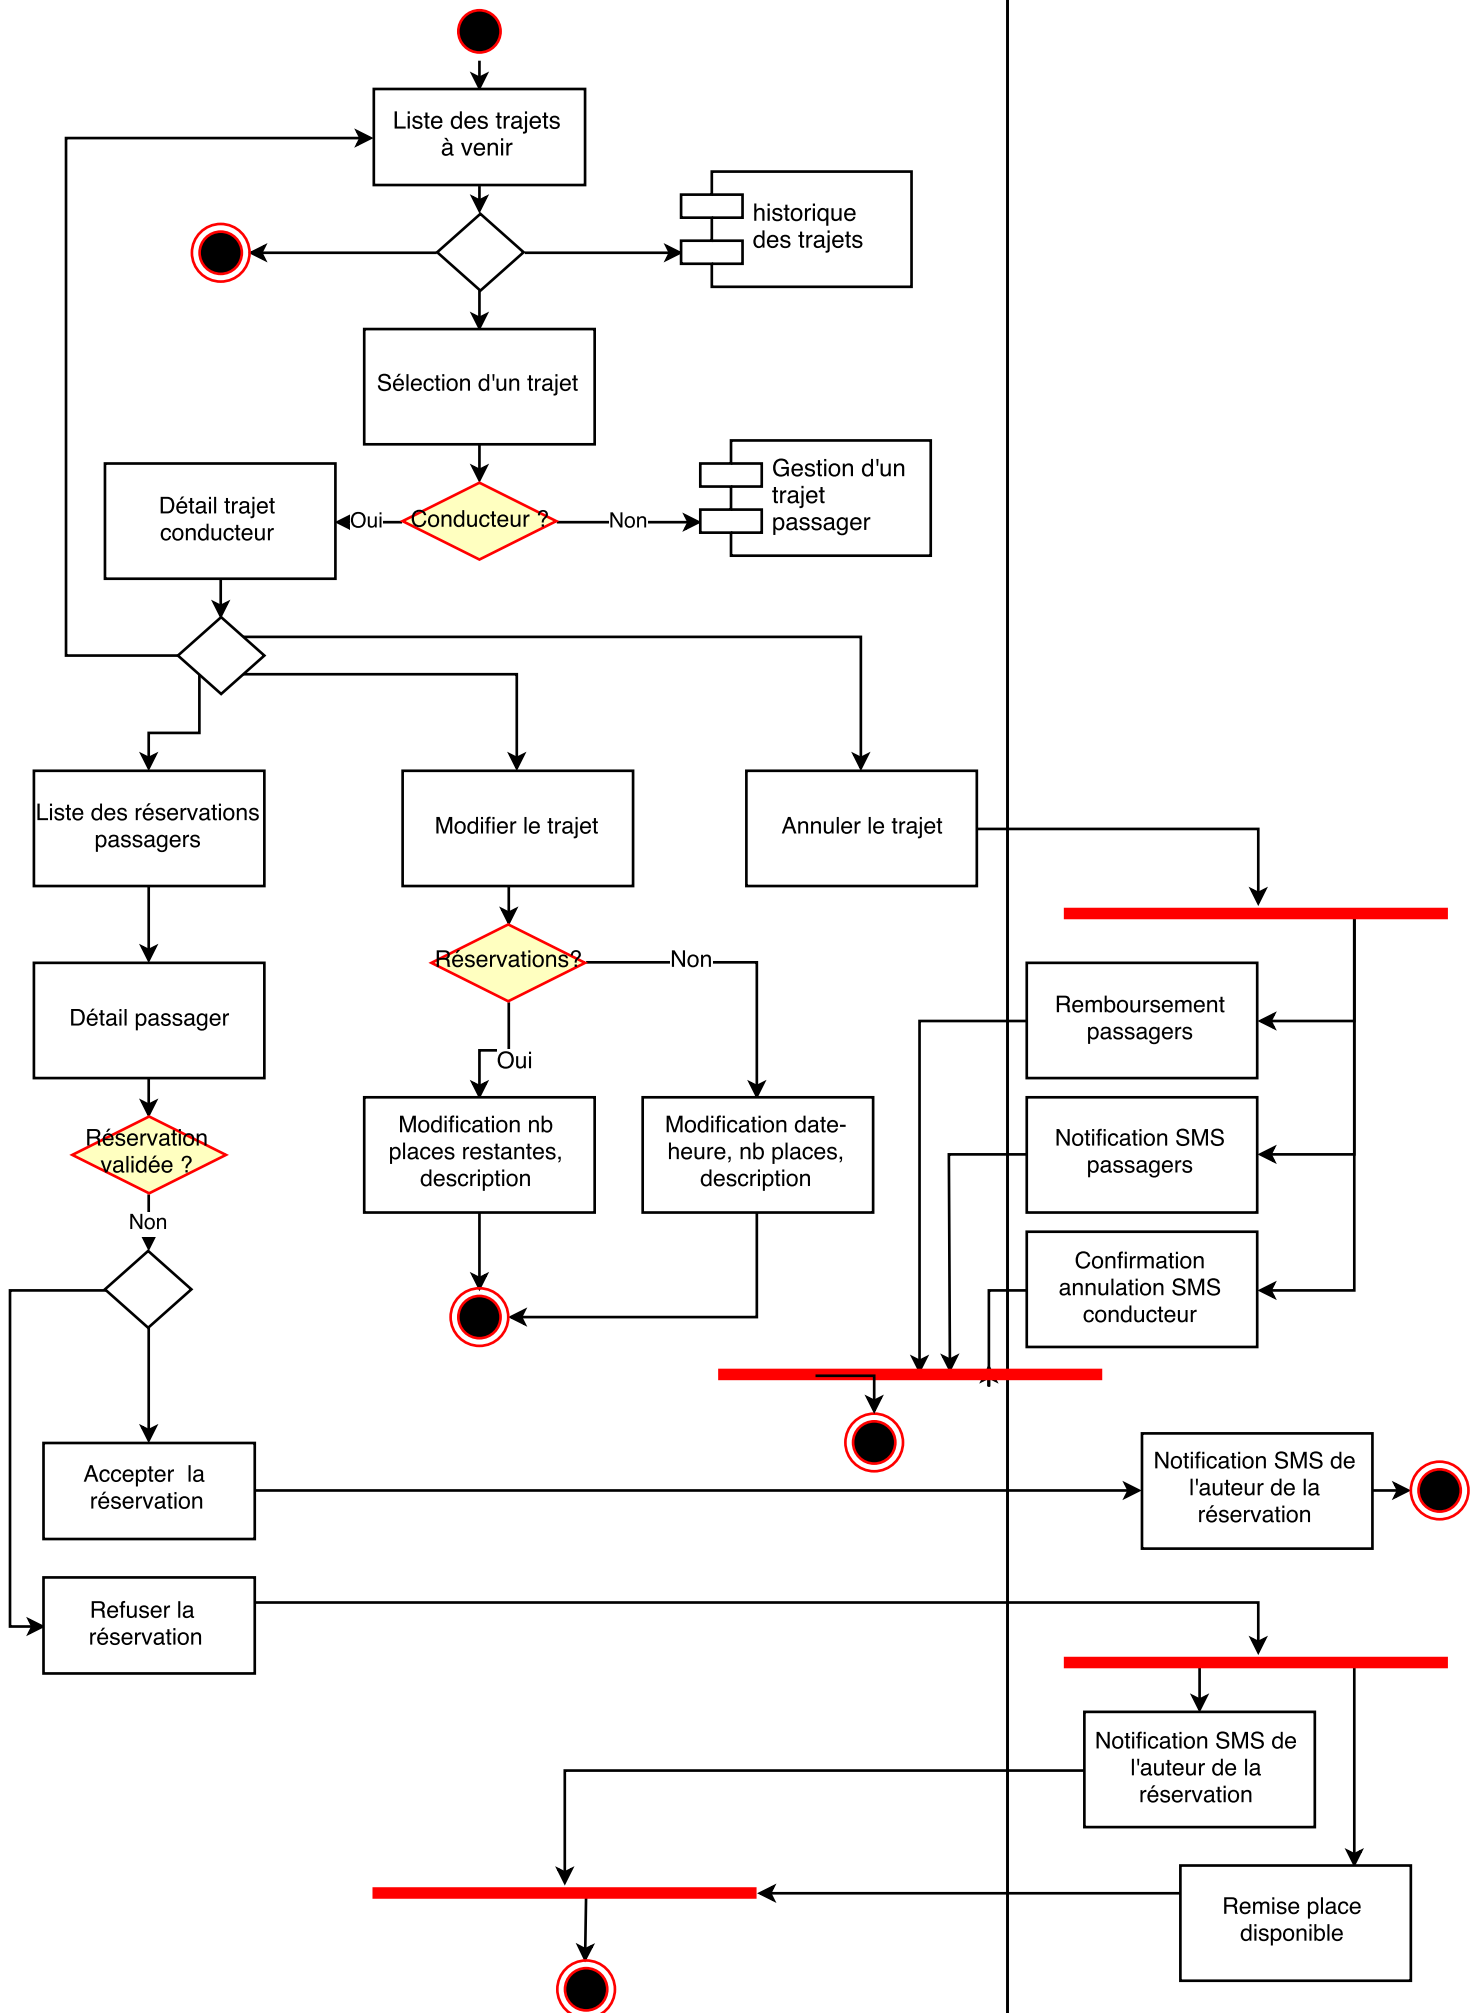 Liste des trajets
à venir
historique
des trajets
Sélection d'un trajet
Détail trajet
conducteur
Oui
Conducteur ?
Non
Gestion d'un
trajet
passager
Liste des réservations
passagers
Modifier le trajet
Annuler le trajet
Réservations?
Non
Oui
Détail passager
Remboursement
passagers
Réservation
validée ?
Non
Modification nb
places restantes,
description
Modification date-
heure, nb places,
description
Notification SMS
passagers
Confirmation
annulation SMS
conducteur
Accepter  la
réservation
Notification SMS de
l'auteur de la
réservation
Refuser la
réservation
Notification SMS de
l'auteur de la
réservation
Remise place
disponible